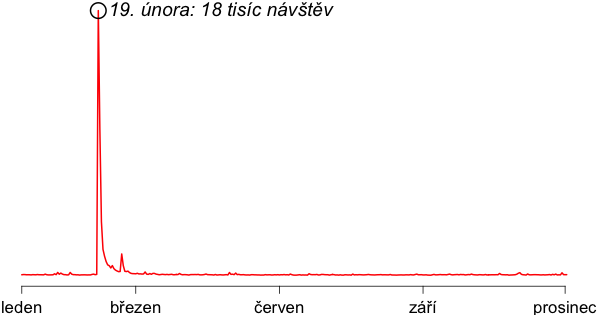 19. února: 18 tisíc návštěv
leden březen červen září prosinec